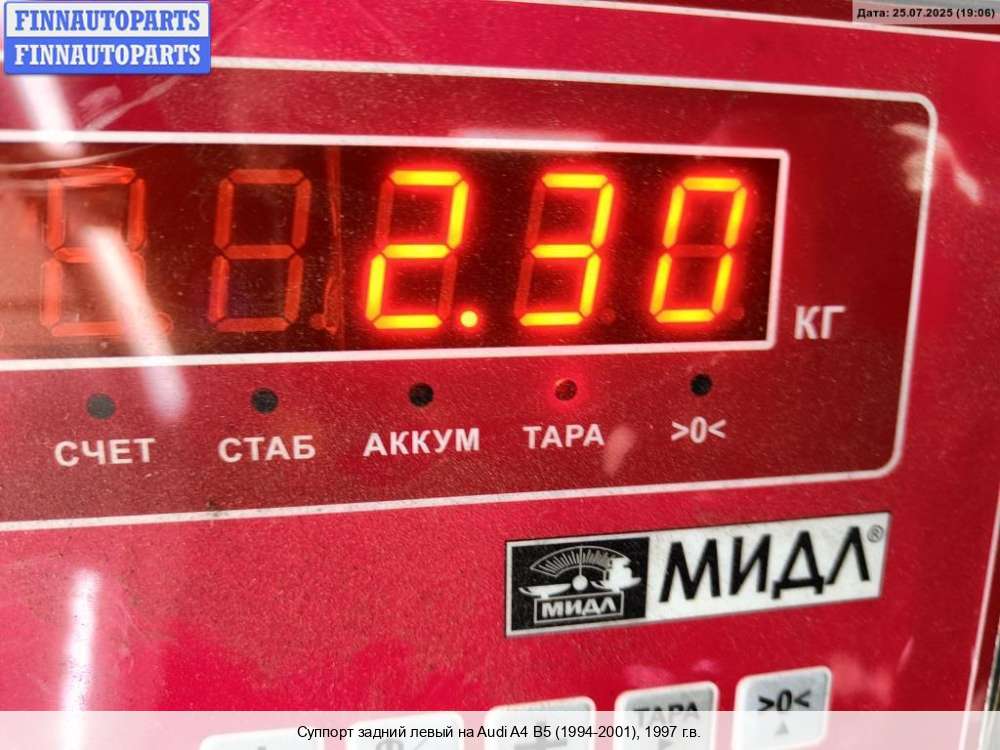 FINNAUTOPARTS
FINNAUTOPARTS
Дата: 25.07.2025 (19:06)
2.30
КГ
СЧЕТ СТАБ АККУМ ТАРА >0<
МИДЛ МИДЛ®
ТАРА >0<
Суппорт задний левый на Audi A4 B5 (1994-2001), 1997 г.в.